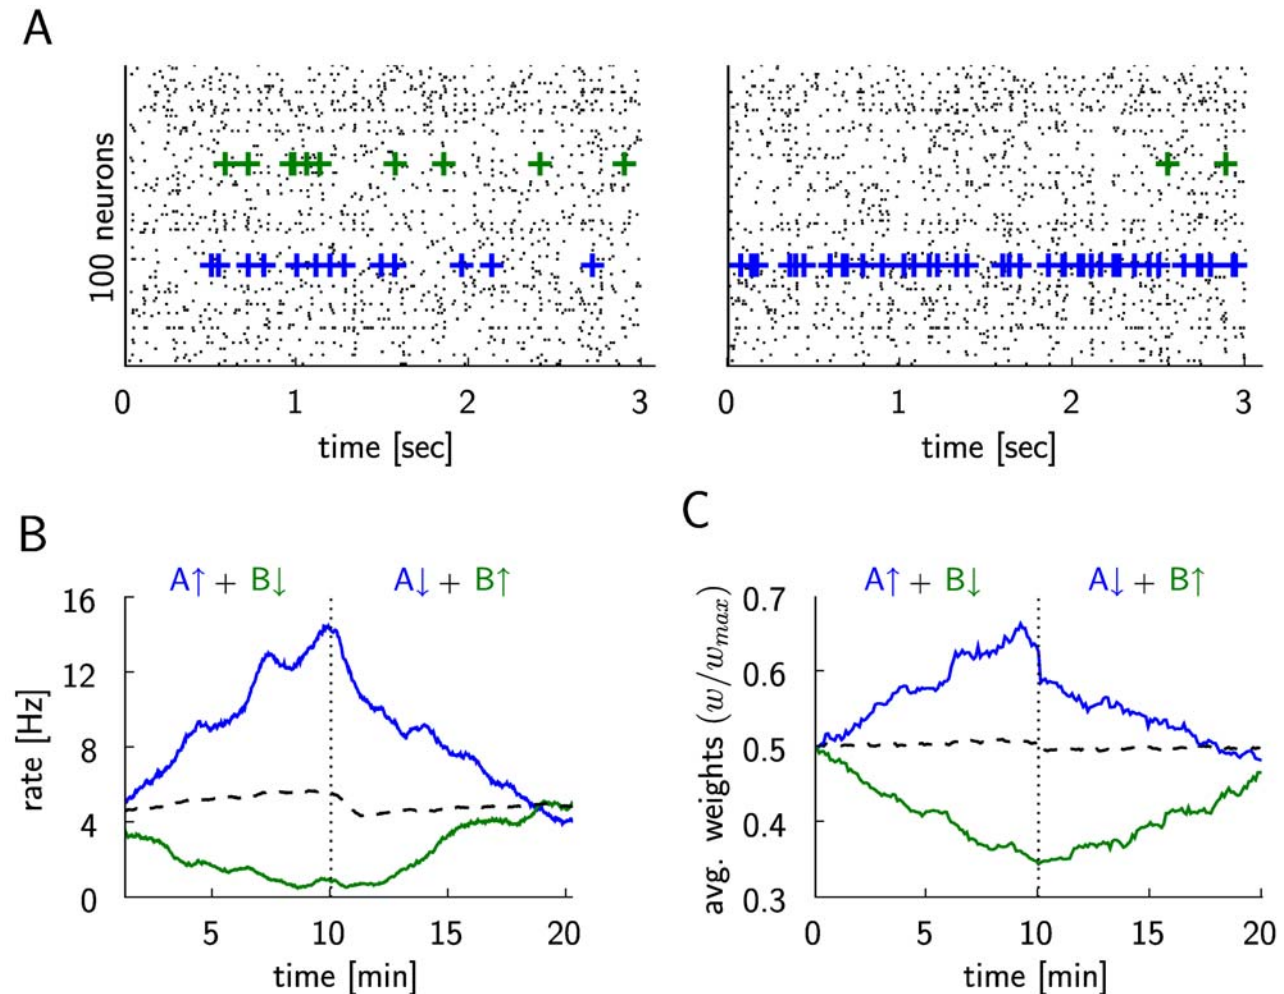 A
100 neurons
0 1 2 3
time [sec]
0 1 2 3
time [sec]
B
A↑ + B↓ A↓ + B↑
16
12
8
4
0
rate [Hz]
5 10 15 20
time [min]
C
A↑ + B↓ A↓ + B↑
0.7
0.6
0.5
0.4
0.3
avg. weights (w/w_max)
0 5 10 15 20
time [min]